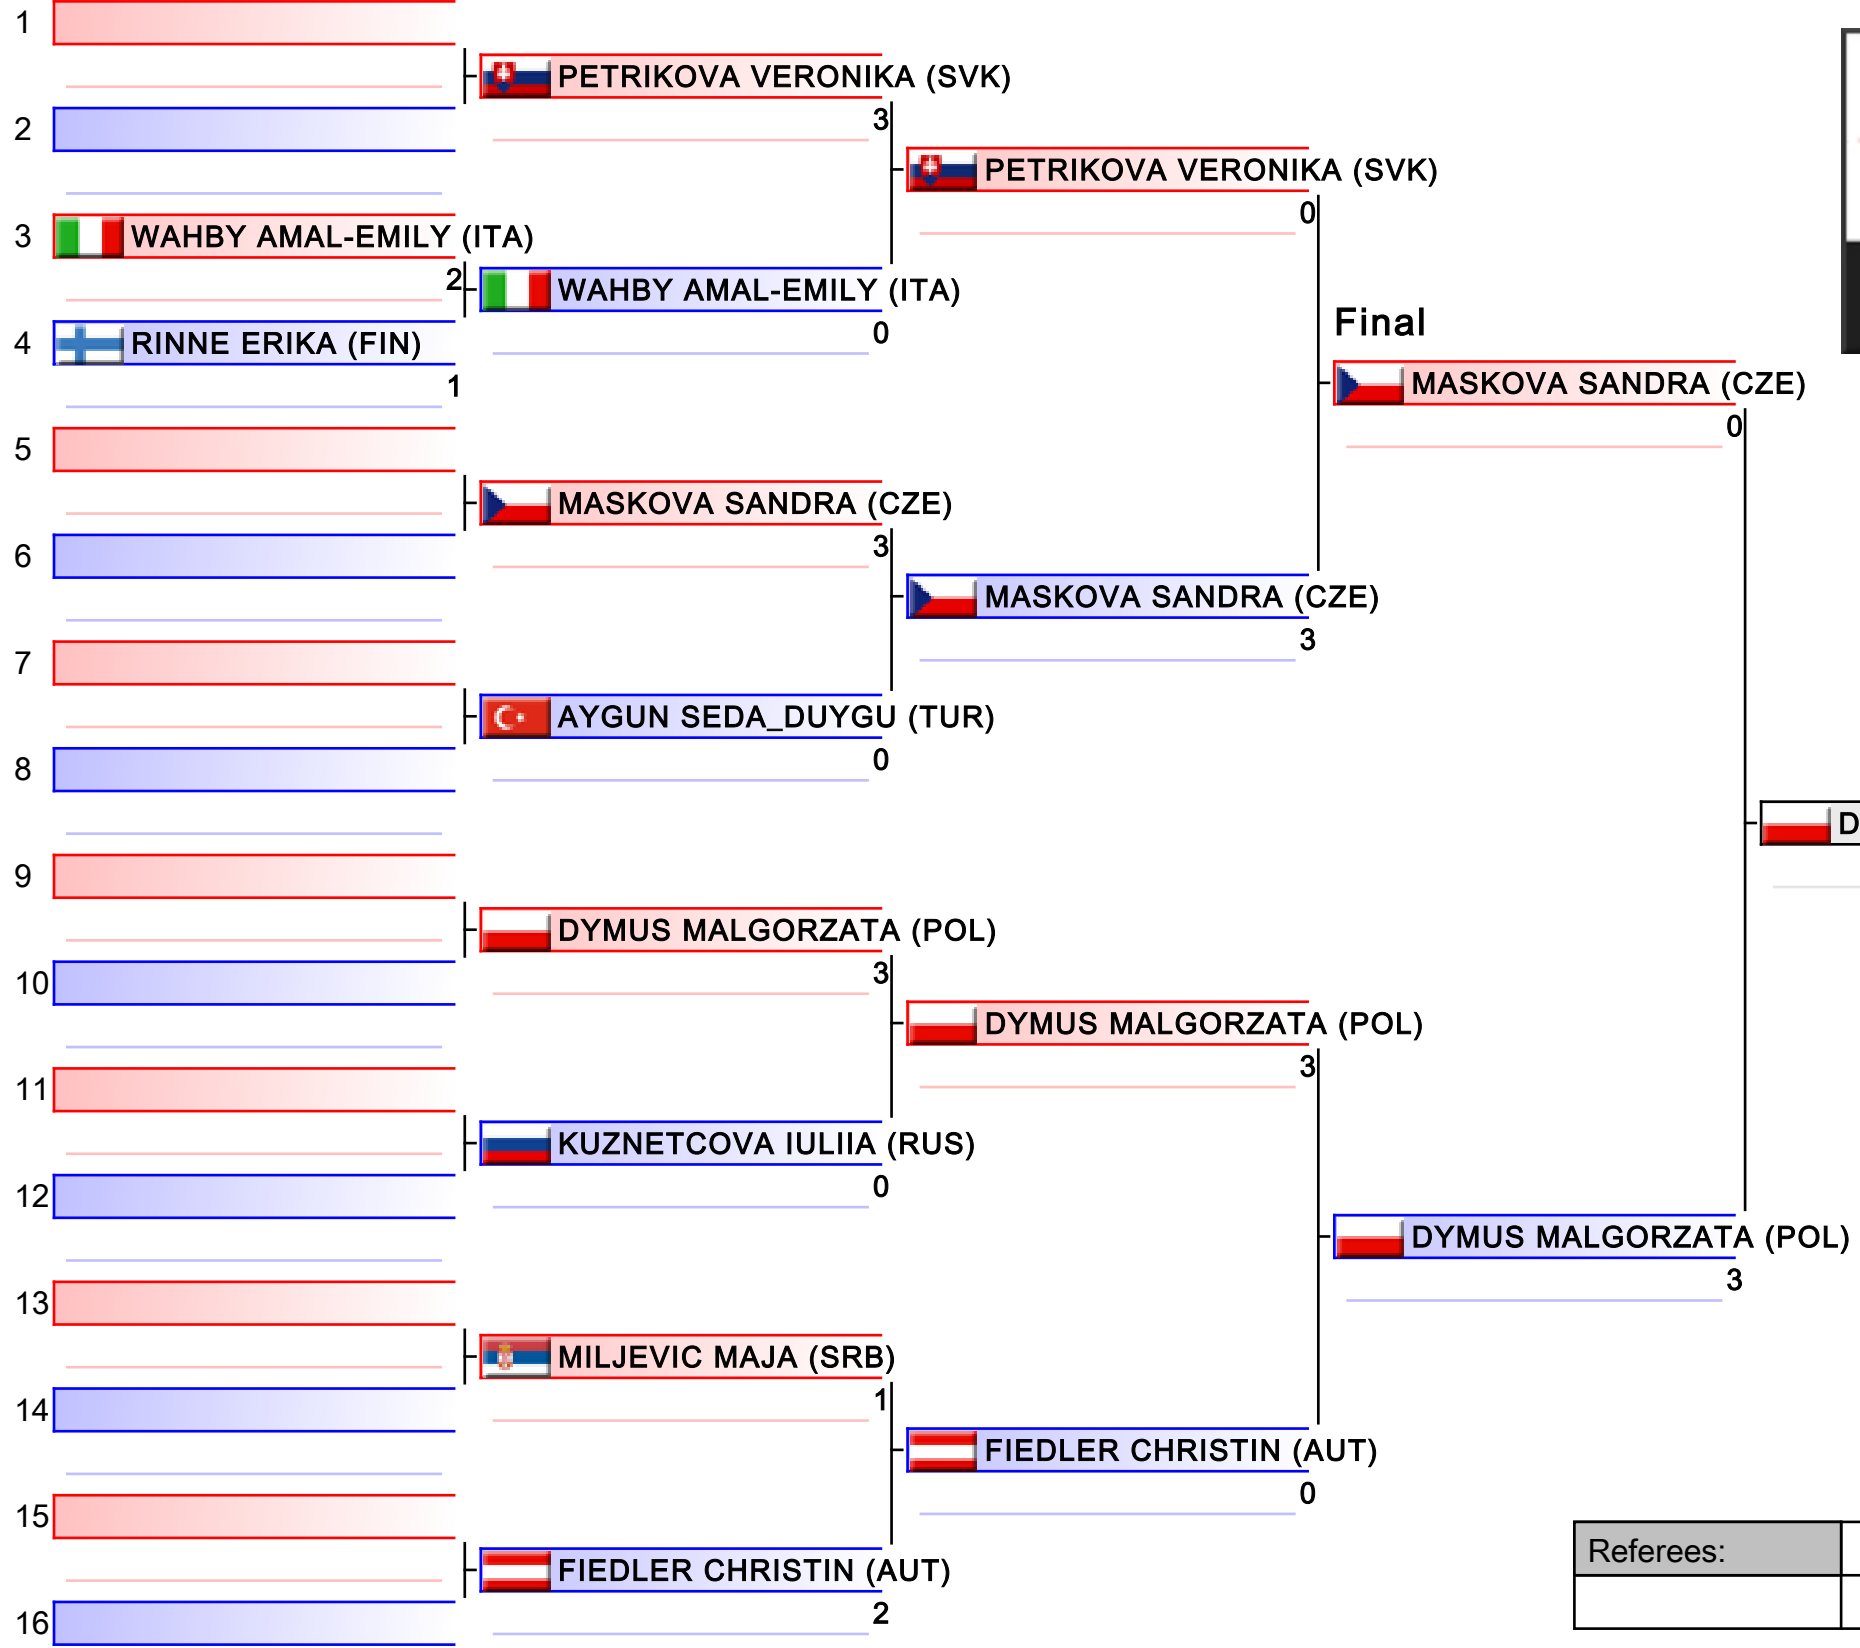 1
PETRIKOVA VERONIKA (SVK)
3
2
PETRIKOVA VERONIKA (SVK)
0
3
WAHBY AMAL-EMILY (ITA)
2
WAHBY AMAL-EMILY (ITA)
0
Final
4
RINNE ERIKA (FIN)
1
MASKOVA SANDRA (CZE)
0
5
MASKOVA SANDRA (CZE)
3
6
MASKOVA SANDRA (CZE)
3
7
AYGUN SEDA_DUYGU (TUR)
0
8
D
9
DYMUS MALGORZATA (POL)
3
10
DYMUS MALGORZATA (POL)
3
11
KUZNETCOVA IULIIA (RUS)
0
12
DYMUS MALGORZATA (POL)
3
13
MILJEVIC MAJA (SRB)
1
14
FIEDLER CHRISTIN (AUT)
0
15
FIEDLER CHRISTIN (AUT)
2
16
Referees: